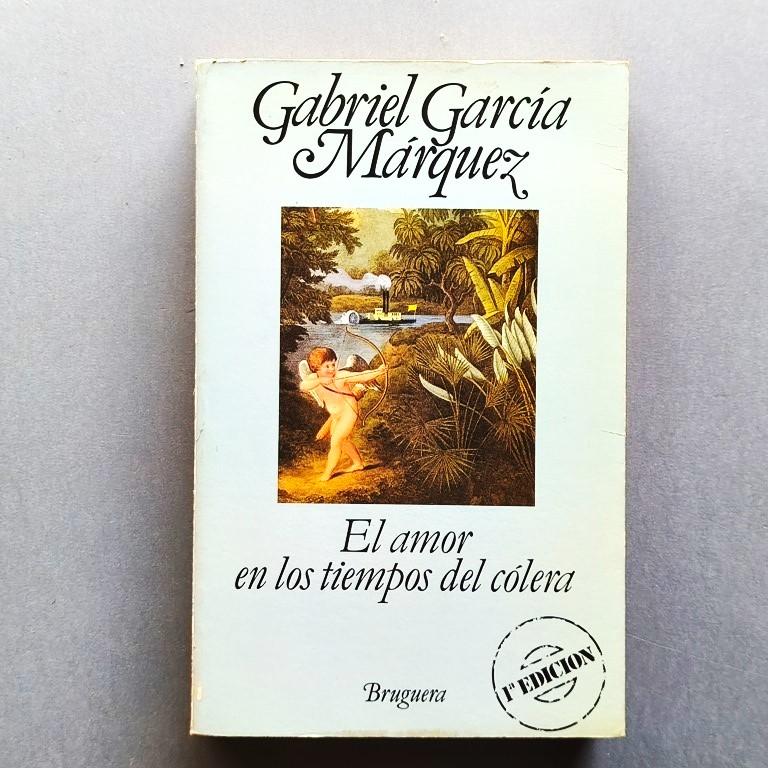 Gabriel García
Márquez
El amor
en los tiempos del cólera
Bruguera
1ª EDICION